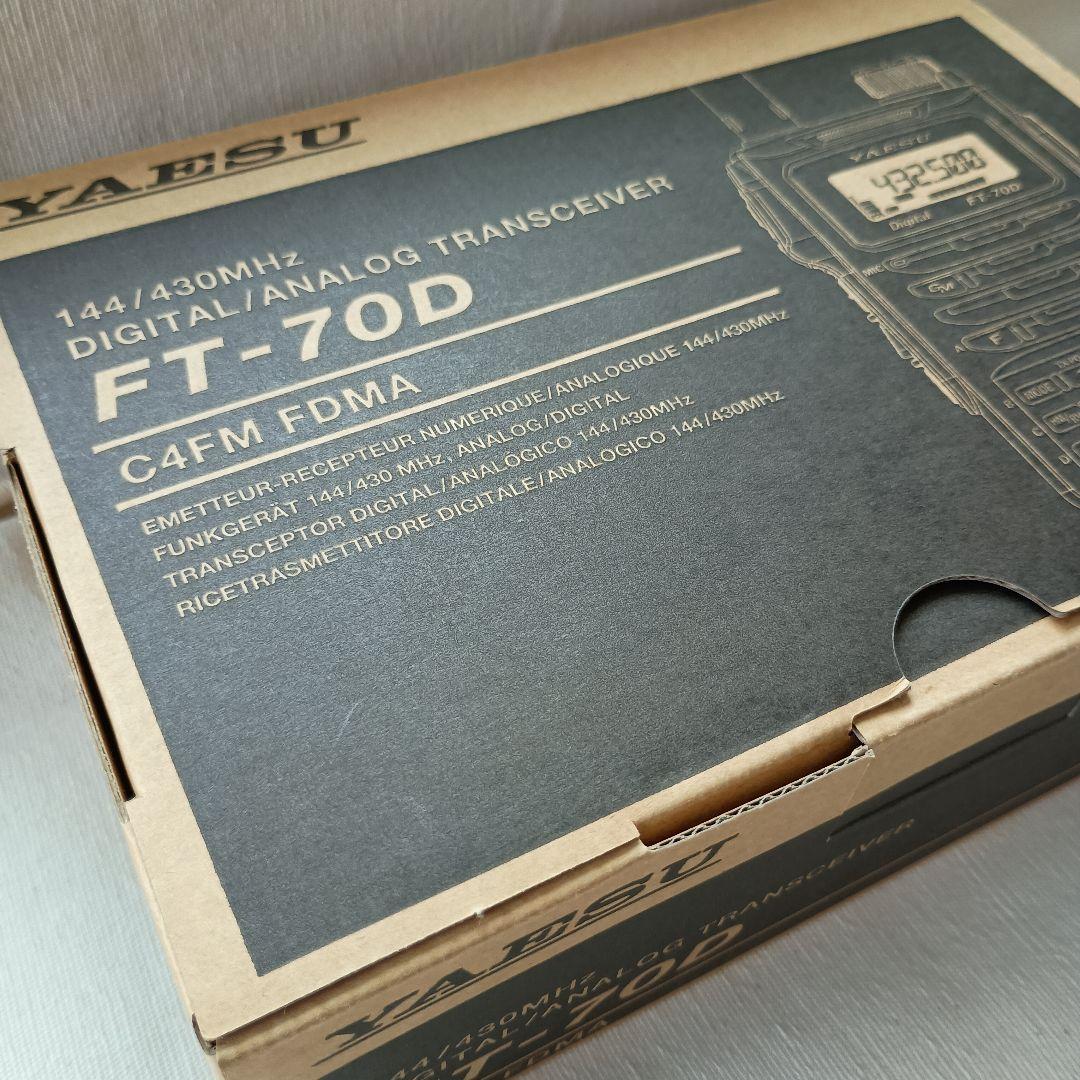 YAESU
144/430MHz
DIGITAL/ANALOG TRANSCEIVER
FT-70D
C4FM FDMA
EMETTEUR-RECEPTEUR NUMERIQUE/ANALOGIQUE 144/430MHz
FUNKGERÄT 144/430 MHz, ANALOG/DIGITAL
TRANSCEPTOR DIGITAL/ANALÓGICO 144/430MHz
RICETRASMETTITORE DIGITALE/ANALOGICO 144/430MHz
YAESU
432.500
Digital FT-70D
MIC
GM
A
F
B
MODE
C
D
YAESU
144/430MHz
DIGITAL/ANALOG TRANSCEIVER
FT-70D
FDMA